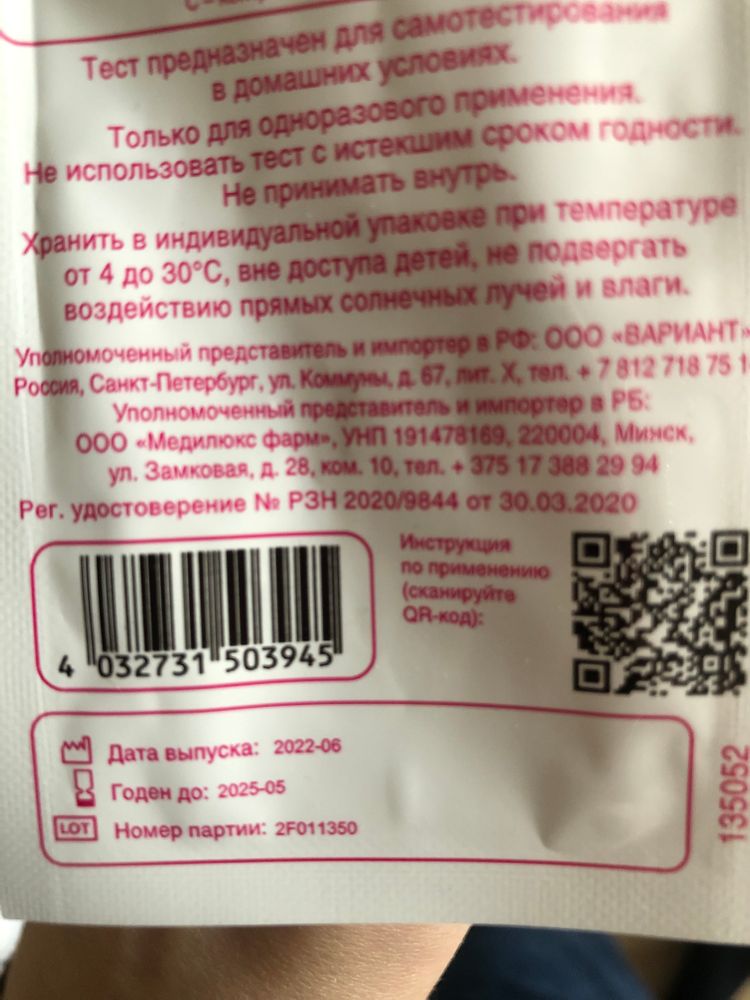 Тест предназначен для самотестирования
в домашних условиях.
Только для одноразового применения.
Не использовать тест с истекшим сроком годности.
Не принимать внутрь.
Хранить в индивидуальной упаковке при температуре
от 4 до 30°С, вне доступа детей, не подвергать
воздействию прямых солнечных лучей и влаги.
Уполномоченный представитель и импортер в РФ: ООО «ВАРИАНТ»
Россия, Санкт-Петербург, ул. Коммуны, д. 67, лит. Х, тел. + 7 812 718 75 1
Уполномоченный представитель и импортер в РБ:
ООО «Медилюкс фарм», УНП 191478169, 220004, Минск,
ул. Замковая, д. 28, ком. 10, тел. + 375 17 388 29 94
Рег. удостоверение № РЗН 2020/9844 от 30.03.2020
Инструкция
по применению
(сканируйте
QR-код):
4 032731 503945
Дата выпуска: 2022-06
Годен до: 2025-05
LOT Номер партии: 2F011350
135052